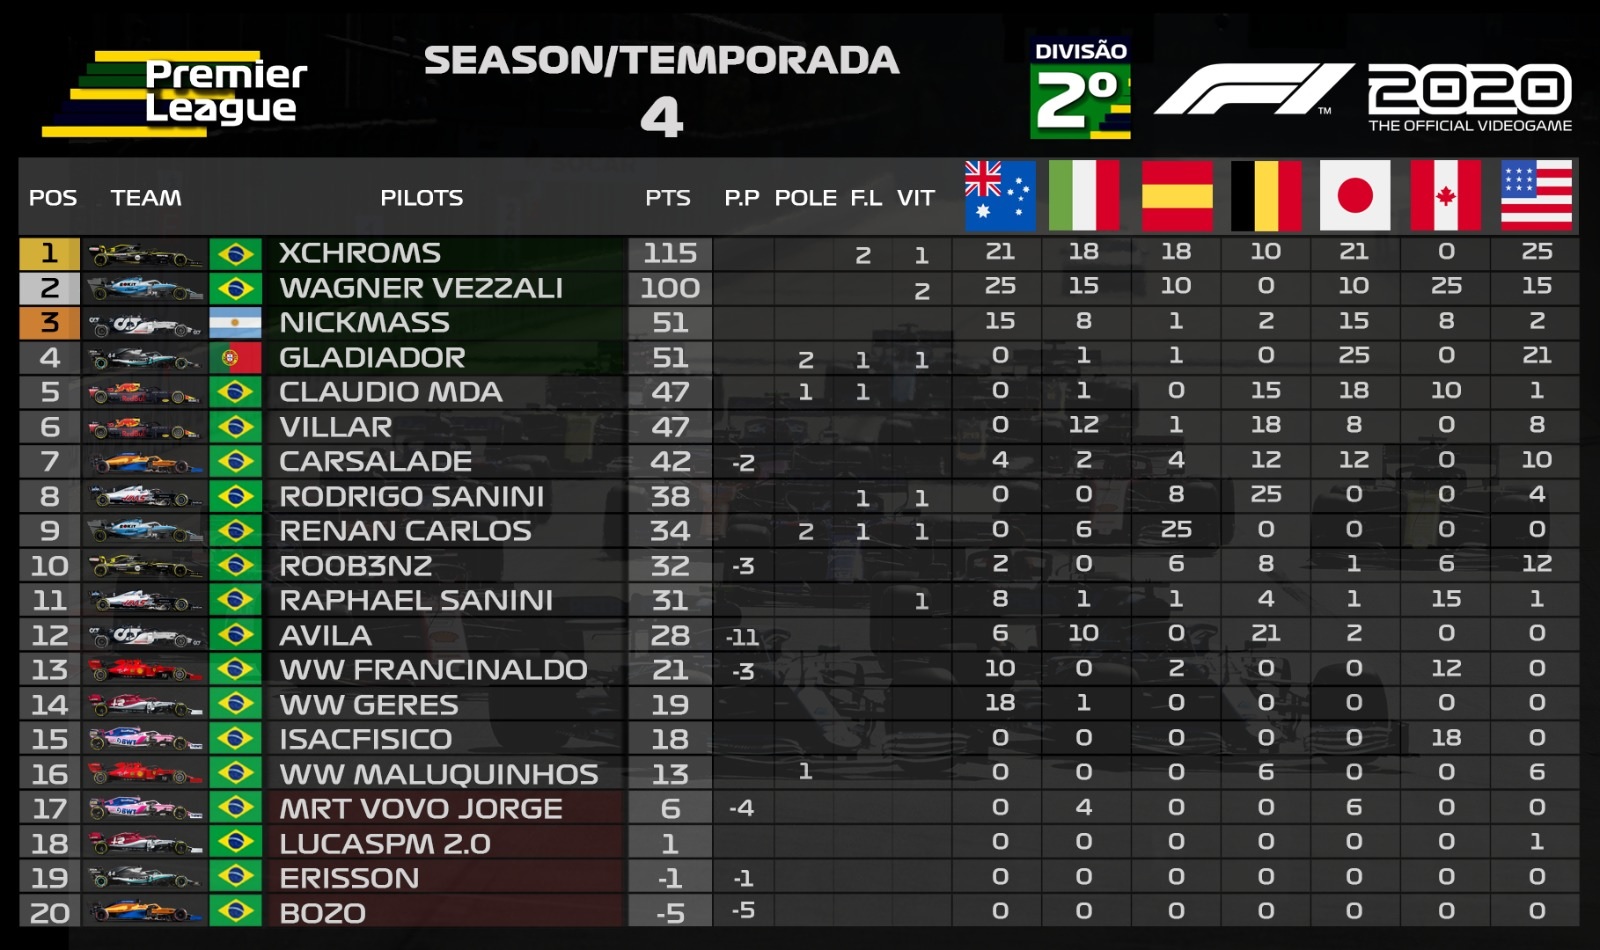 Premier
League
SEASON/TEMPORADA
4
DIVISÃO
2º
F1 ™
2020
THE OFFICIAL VIDEOGAME
POS TEAM PILOTS PTS P.P POLE F.L VIT
1 XCHROMS 115 2 1 21 18 18 10 21 0 25
2 WAGNER VEZZALI 100 2 25 15 10 0 10 25 15
3 NICKMASS 51 15 8 1 2 15 8 2
4 GLADIADOR 51 2 1 1 0 1 1 0 25 0 21
5 CLAUDIO MDA 47 1 1 0 1 0 15 18 10 1
6 VILLAR 47 0 12 1 18 8 0 8
7 CARSALADE 42 -2 4 2 4 12 12 0 10
8 RODRIGO SANINI 38 1 1 0 0 8 25 0 0 4
9 RENAN CARLOS 34 2 1 1 0 6 25 0 0 0 0
10 ROOB3NZ 32 -3 2 0 6 8 1 6 12
11 RAPHAEL SANINI 31 1 8 1 1 4 1 15 1
12 AVILA 28 -11 6 10 0 21 2 0 0
13 WW FRANCINALDO 21 -3 10 0 2 0 0 12 0
14 WW GERES 19 18 1 0 0 0 0 0
15 ISACFISICO 18 0 0 0 0 0 18 0
16 WW MALUQUINHOS 13 1 0 0 0 6 0 0 6
17 MRT VOVO JORGE 6 -4 0 4 0 0 6 0 0
18 LUCASPM 2.0 1 0 0 0 0 0 0 1
19 ERISSON -1 -1 0 0 0 0 0 0 0
20 BOZO -5 -5 0 0 0 0 0 0 0